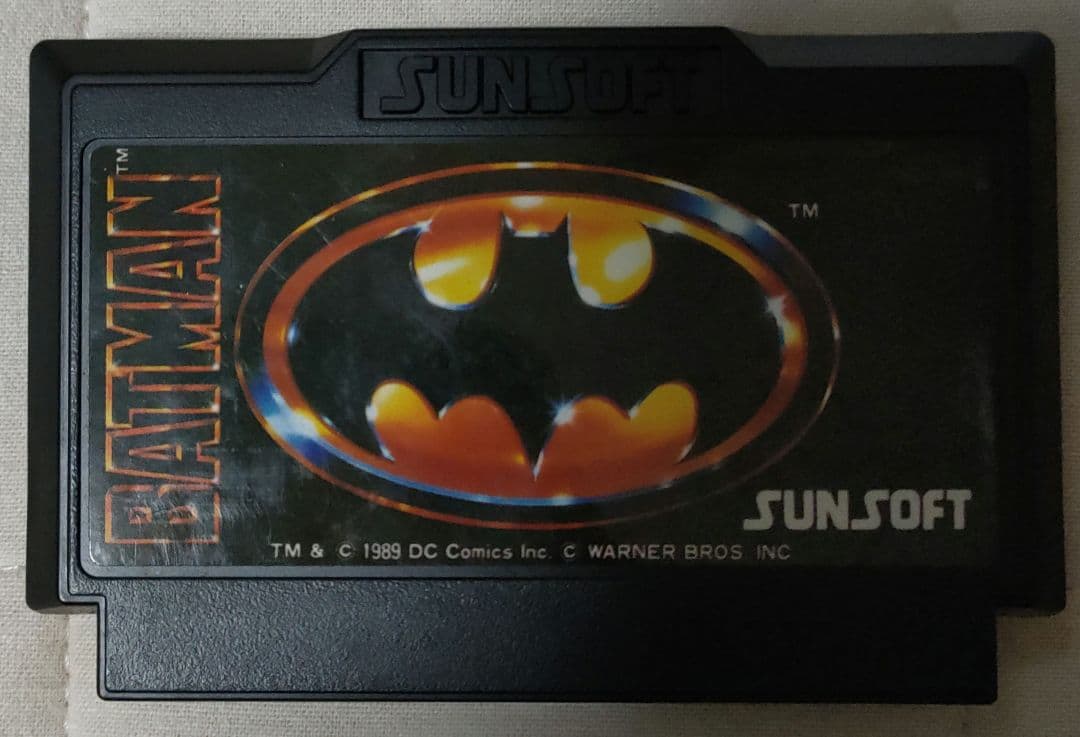 SUNSOFT
BATMAN™
TM
SUNSOFT
TM & © 1989 DC Comics Inc. © WARNER BROS INC